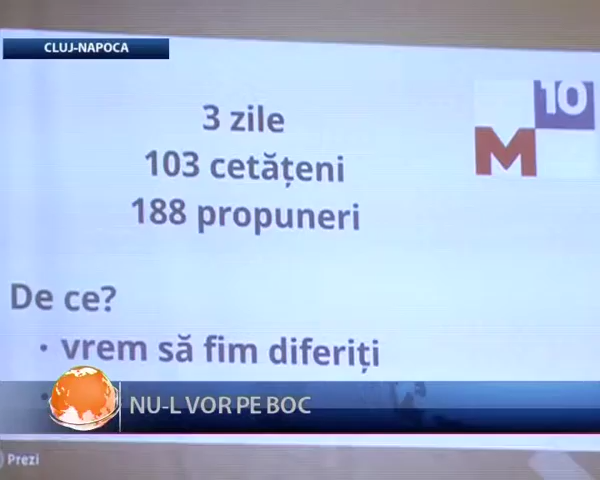 CLUJ-NAPOCA
10
M
3 zile
103 cetățeni
188 propuneri
De ce?
• vrem să fim diferiți
NU-L VOR PE BOC
Prezi